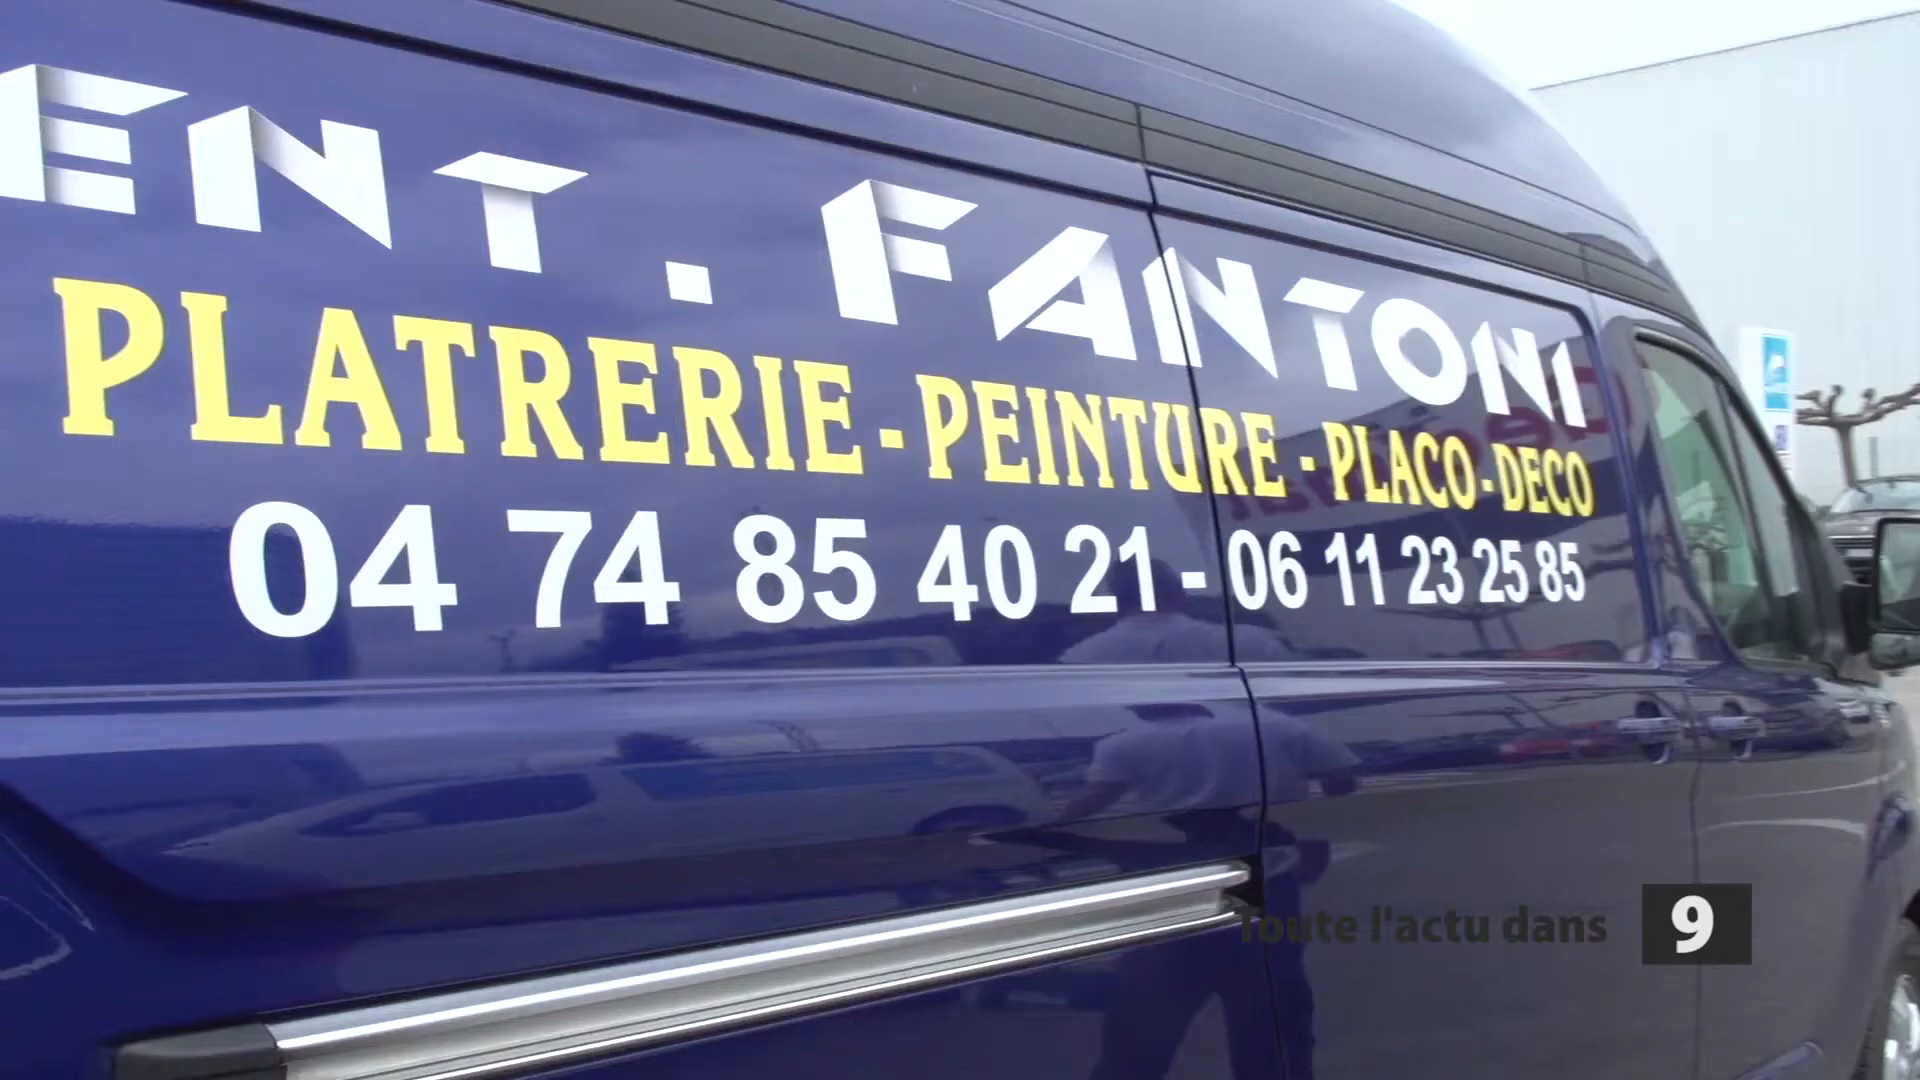 ENT. FANTONI
PLATRERIE - PEINTURE - PLACO - DECO
04 74 85 40 21 - 06 11 23 25 85
Toute l'actu dans 9